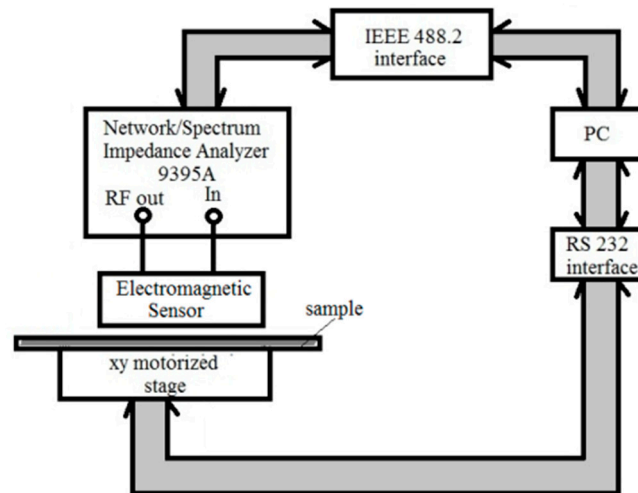 IEEE 488.2
interface
Network/Spectrum
Impedance Analyzer
9395A
RF out In
PC
RS 232
interface
Electromagnetic
Sensor
sample
xy motorized
stage